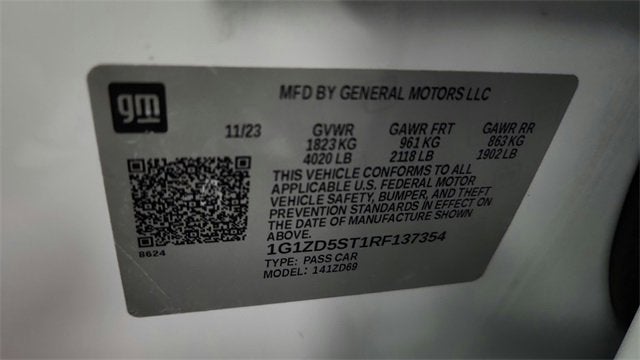 gm
MFD BY GENERAL MOTORS LLC
11/23 GVWR GAWR FRT GAWR RR
1823 KG 961 KG 863 KG
4020 LB 2118 LB 1902 LB
THIS VEHICLE CONFORMS TO ALL
APPLICABLE U.S. FEDERAL MOTOR
VEHICLE SAFETY, BUMPER, AND THEFT
PREVENTION STANDARDS IN EFFECT ON
THE DATE OF MANUFACTURE SHOWN
ABOVE.
1G1ZD5ST1RF137354
TYPE: PASS CAR
MODEL: 141ZD69
8624